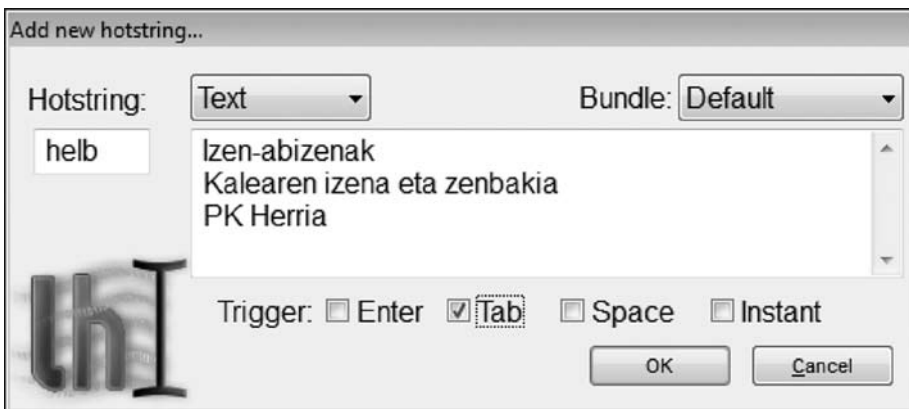 Add new hotstring...
Hotstring: Text Bundle: Default
helb
Izen-abizenak
Kalearen izena eta zenbakia
PK Herria
Trigger: Enter Tab Space Instant
OK Cancel
lh